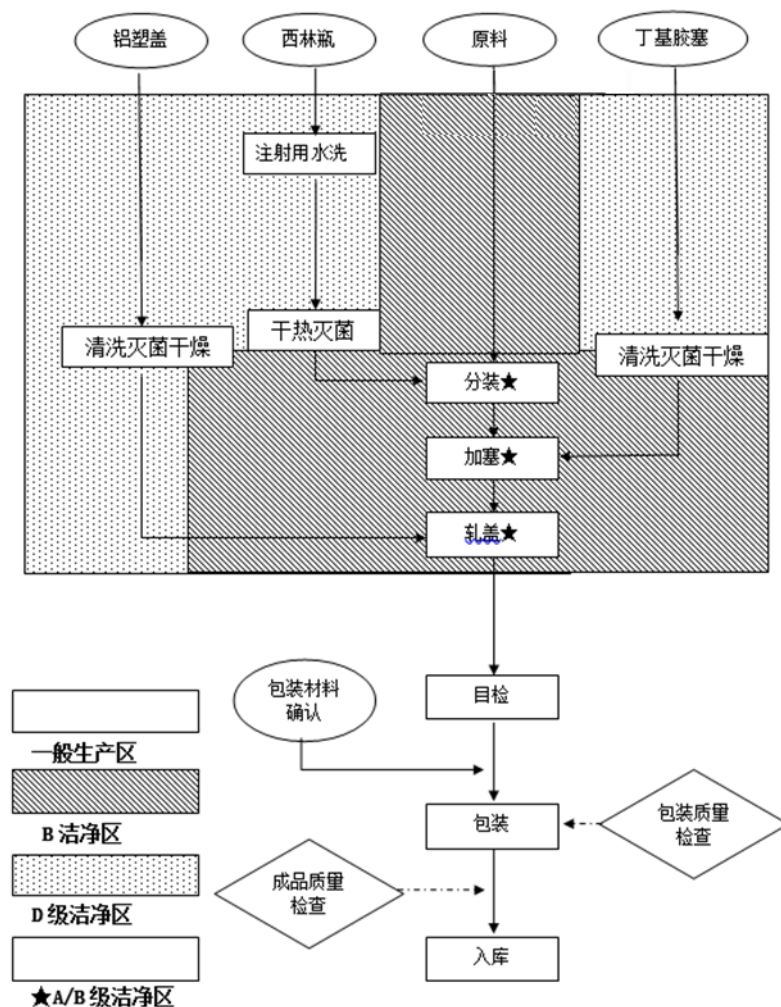 铝塑盖
西林瓶
原料
丁基胶塞
注射用水洗
干热灭菌
清洗灭菌干燥
清洗灭菌干燥
分装★
加塞★
轧盖★
目检
包装材料
确认
一般生产区
包装
包装质量
检查
B 洁净区
成品质量
检查
D 级洁净区
入库
★A/B 级洁净区